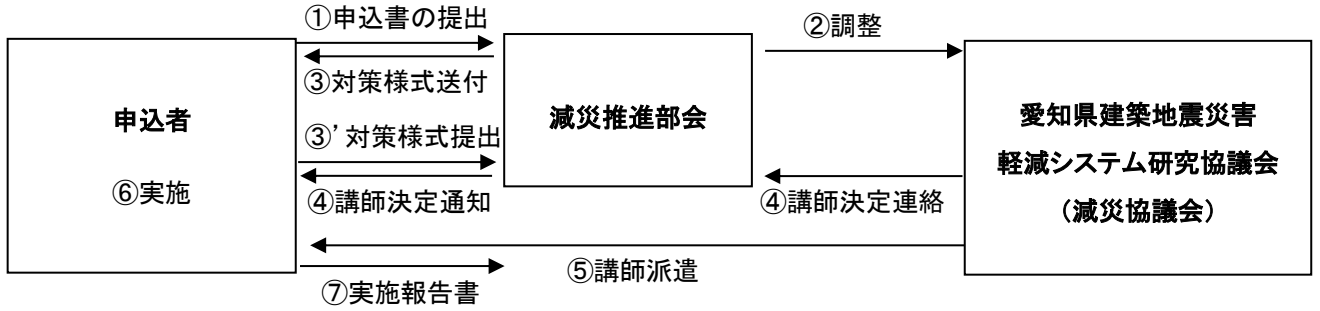 ①申込書の提出
②調整
③対策様式送付
申込者
減災推進部会
愛知県建築地震災害
軽減システム研究協議会
（減災協議会）
③’対策様式提出
⑥実施
④講師決定通知
④講師決定連絡
⑤講師派遣
⑦実施報告書